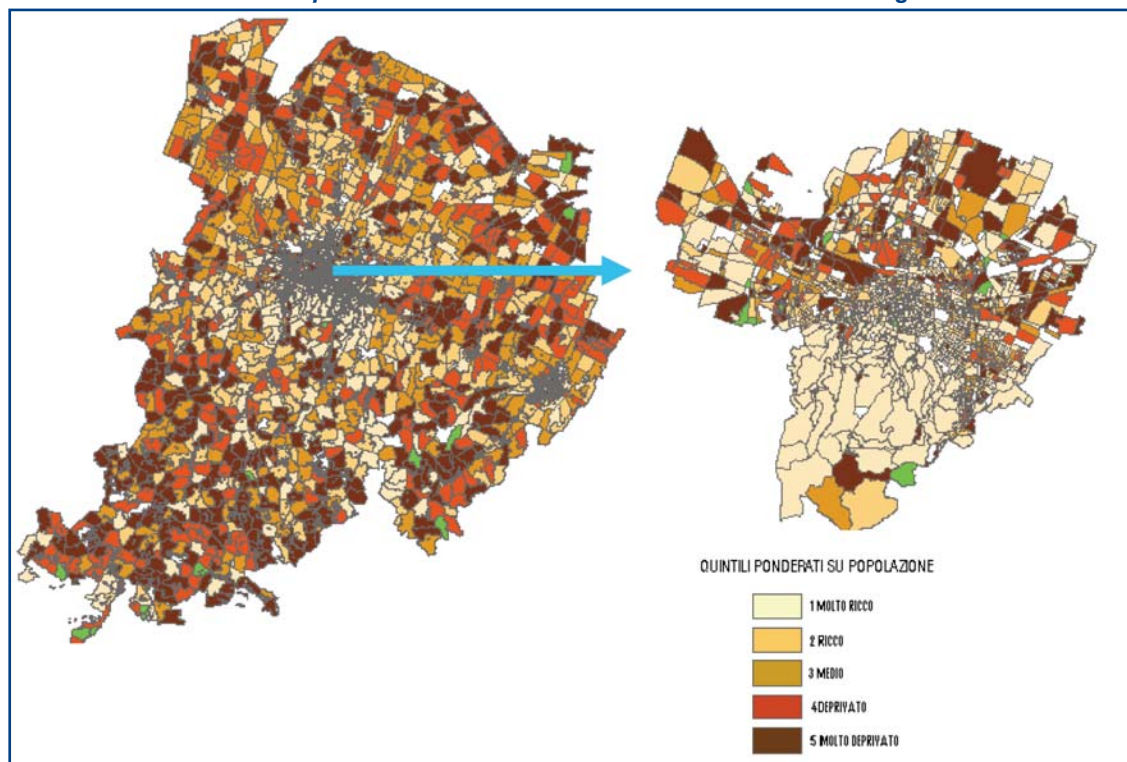 QUINTILI PONDERATI SU POPOLAZIONE
1 MOLTO RICCO
2 RICCO
3 MEDIO
4DEPRIVATO
5 MOLTO DEPRIVATO